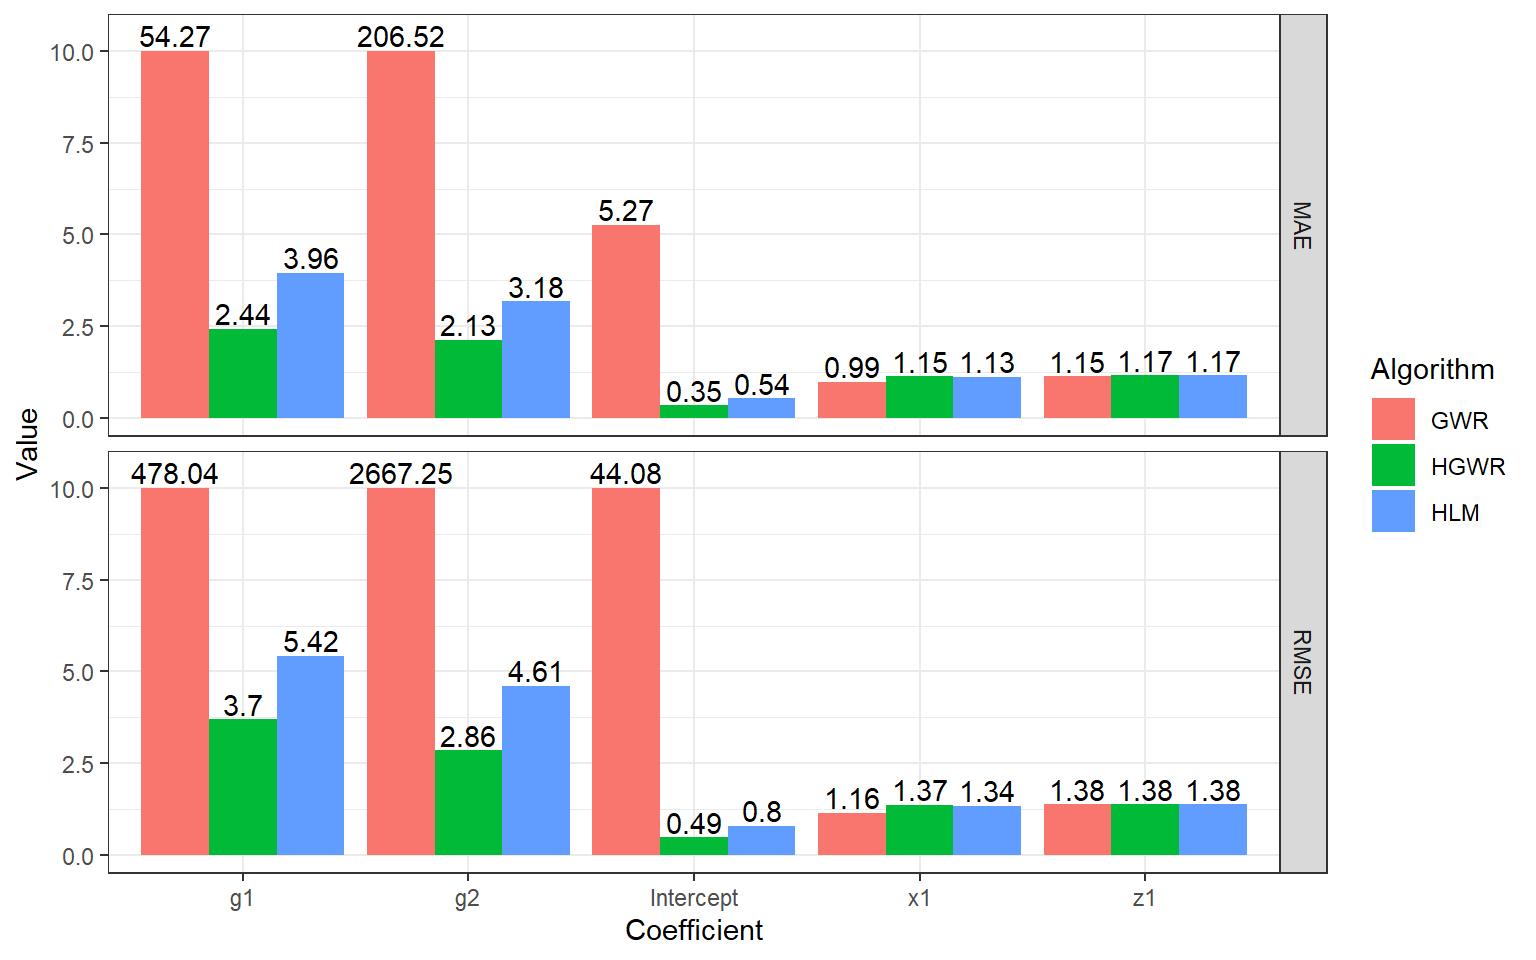 54.27 206.52
10.0
7.5
5.27
5.0
3.96
3.18
2.44 2.13
2.5
0.99 1.15 1.13 1.15 1.17 1.17
0.35 0.54
0.0
MAE
Value
478.04 2667.25 44.08
10.0
7.5
5.42
5.0
4.61
3.7
2.86
2.5
1.16 1.37 1.34 1.38 1.38 1.38
0.49 0.8
0.0
RMSE
g1 g2 Intercept x1 z1
Coefficient
Algorithm
GWR
HGWR
HLM